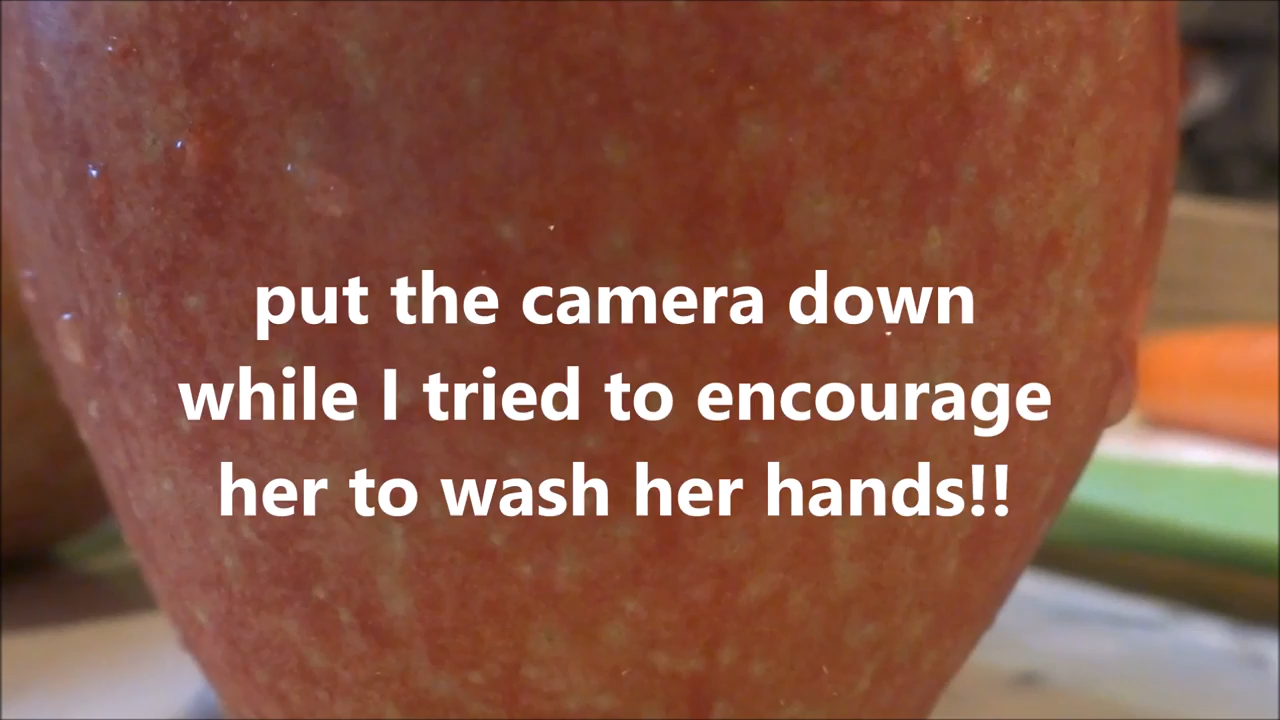 put the camera down
while I tried to encourage
her to wash her hands!!